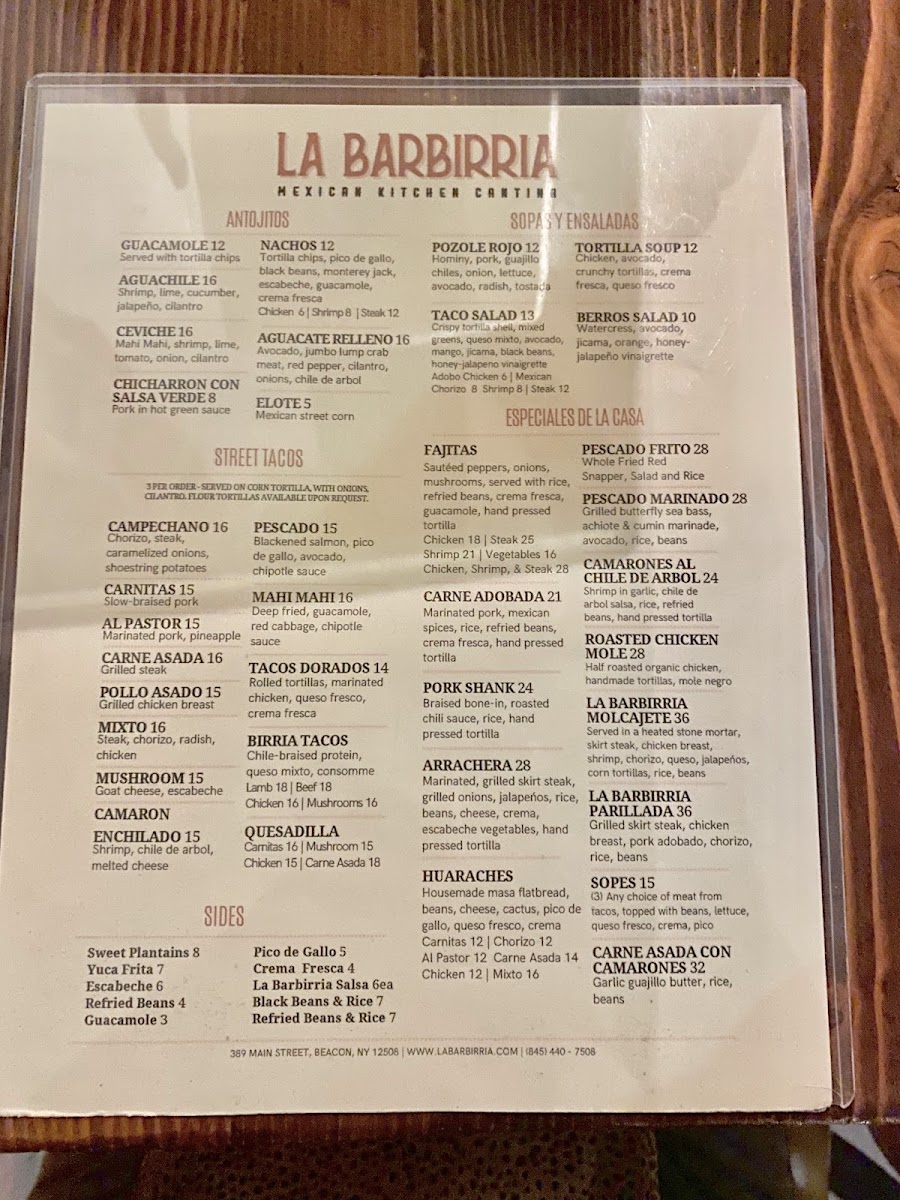 LA BARBIRRIA
MEXICAN KITCHEN CANTINA
ANTOJITOS
GUACAMOLE 12
Served with tortilla chips
AGUACHILE 16
Shrimp, lime, cucumber,
jalapeño, cilantro
CEVICHE 16
Mahi Mahi, shrimp, lime,
tomato, onion, cilantro
CHICHARRON CON
SALSA VERDE 8
Pork in hot green sauce
NACHOS 12
Tortilla chips, pico de gallo,
black beans, monterey jack,
escabeche, guacamole,
crema fresca
Chicken 6 | Shrimp 8 | Steak 12
AGUACATE RELLENO 16
Avocado, jumbo lump crab
meat, red pepper, cilantro,
onions, chile de arbol
ELOTE 5
Mexican street corn
STREET TACOS
3 PER ORDER - SERVED ON CORN TORTILLA, WITH ONIONS,
CILANTRO. FLOUR TORTILLAS AVAILABLE UPON REQUEST.
CAMPECHANO 16
Chorizo, steak,
caramelized onions,
shoestring potatoes
CARNITAS 15
Slow-braised pork
AL PASTOR 15
Marinated pork, pineapple
CARNE ASADA 16
Grilled steak
POLLO ASADO 15
Grilled chicken breast
MIXTO 16
Steak, chorizo, radish,
chicken
MUSHROOM 15
Goat cheese, escabeche
CAMARON
ENCHILADO 15
Shrimp, chile de arbol,
melted cheese
PESCADO 15
Blackened salmon, pico
de gallo, avocado,
chipotle sauce
MAHI MAHI 16
Deep fried, guacamole,
red cabbage, chipotle
sauce
TACOS DORADOS 14
Rolled tortillas, marinated
chicken, queso fresco,
crema fresca
BIRRIA TACOS
Chile-braised protein,
queso mixto, consomme
Lamb 18 | Beef 18
Chicken 16 | Mushrooms 16
QUESADILLA
Carnitas 16 | Mushroom 15
Chicken 15 | Carne Asada 18
SIDES
Sweet Plantains 8
Yuca Frita 7
Escabeche 6
Refried Beans 4
Guacamole 3
Pico de Gallo 5
Crema Fresca 4
La Barbirria Salsa 6ea
Black Beans & Rice 7
Refried Beans & Rice 7
SOPAS Y ENSALADAS
POZOLE ROJO 12
Hominy, pork, guajillo
chiles, onion, lettuce,
avocado, radish, tostada
TACO SALAD 13
Crispy tortilla shell, mixed
greens, queso mixto, avocado,
mango, jicama, black beans,
honey-jalapeno vinaigrette
Adobo Chicken 6 | Mexican
Chorizo 8 Shrimp 8 | Steak 12
TORTILLA SOUP 12
Chicken, avocado,
crunchy tortillas, crema
fresca, queso fresco
BERROS SALAD 10
Watercress, avocado,
jicama, orange, honey-
jalapeño vinaigrette
ESPECIALES DE LA CASA
FAJITAS
Sautéed peppers, onions,
mushrooms, served with rice,
refried beans, crema fresca,
guacamole, hand pressed
tortilla
Chicken 18 | Steak 25
Shrimp 21 | Vegetables 16
Chicken, Shrimp, & Steak 28
CARNE ADOBADA 21
Marinated pork, mexican
spices, rice, refried beans,
crema fresca, hand pressed
tortilla
PORK SHANK 24
Braised bone-in, roasted
chili sauce, rice, hand
pressed tortilla
ARRACHERA 28
Marinated, grilled skirt steak,
grilled onions, jalapeños, rice,
beans, cheese, crema,
escabeche vegetables, hand
pressed tortilla
HUARACHES
Housemade masa flatbread,
beans, cheese, cactus, pico de
gallo, queso fresco, crema
Carnitas 12 | Chorizo 12
Al Pastor 12 Carne Asada 14
Chicken 12 | Mixto 16
PESCADO FRITO 28
Whole Fried Red
Snapper, Salad and Rice
PESCADO MARINADO 28
Grilled butterfly sea bass,
achiote & cumin marinade,
avocado, rice, beans
CAMARONES AL
CHILE DE ARBOL 24
Shrimp in garlic, chile de
arbol salsa, rice, refried
beans, hand pressed tortilla
ROASTED CHICKEN
MOLE 28
Half roasted organic chicken,
handmade tortillas, mole negro
LA BARBIRRIA
MOLCAJETE 36
Served in a heated stone mortar,
skirt steak, chicken breast,
shrimp, chorizo, queso, jalapeños,
corn tortillas, rice, beans
LA BARBIRRIA
PARILLADA 36
Grilled skirt steak, chicken
breast, pork adobado, chorizo,
rice, beans
SOPES 15
(3) Any choice of meat from
tacos, topped with beans, lettuce,
queso fresco, crema, pico
CARNE ASADA CON
CAMARONES 32
Garlic guajillo butter, rice,
beans
389 MAIN STREET, BEACON, NY 12508 | WWW.LABARBIRRIA.COM | (845) 440 - 7508